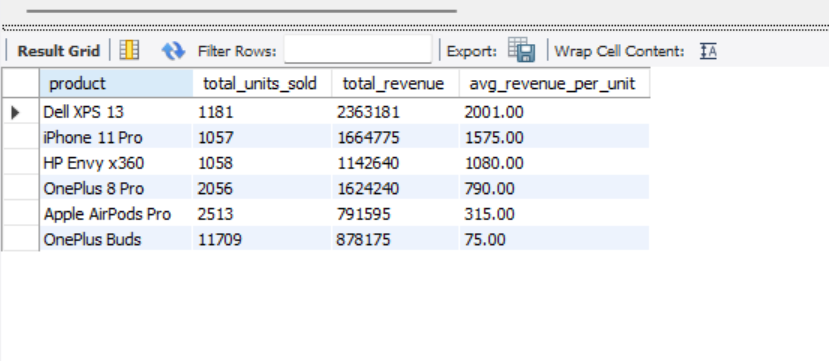 Result Grid Filter Rows: Export: Wrap Cell Content:
product total_units_sold total_revenue avg_revenue_per_unit
Dell XPS 13 1181 2363181 2001.00
iPhone 11 Pro 1057 1664775 1575.00
HP Envy x360 1058 1142640 1080.00
OnePlus 8 Pro 2056 1624240 790.00
Apple AirPods Pro 2513 791595 315.00
OnePlus Buds 11709 878175 75.00